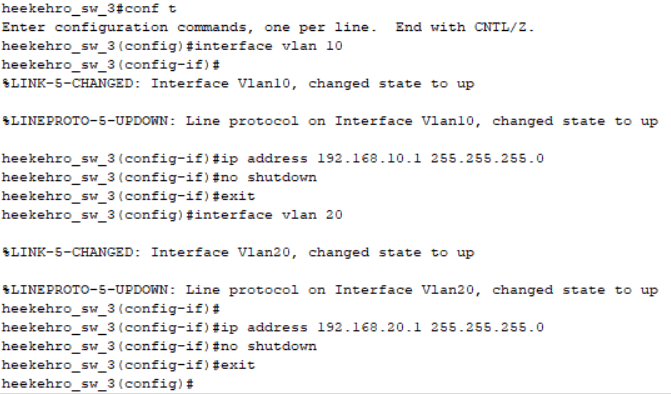 heekehro_sw_3#conf t
Enter configuration commands, one per line.  End with CNTL/Z.
heekehro_sw_3(config)#interface vlan 10
heekehro_sw_3(config-if)#
%LINK-5-CHANGED: Interface Vlan10, changed state to up
%LINEPROTO-5-UPDOWN: Line protocol on Interface Vlan10, changed state to up
heekehro_sw_3(config-if)#ip address 192.168.10.1 255.255.255.0
heekehro_sw_3(config-if)#no shutdown
heekehro_sw_3(config-if)#exit
heekehro_sw_3(config)#interface vlan 20
%LINK-5-CHANGED: Interface Vlan20, changed state to up
%LINEPROTO-5-UPDOWN: Line protocol on Interface Vlan20, changed state to up
heekehro_sw_3(config-if)#
heekehro_sw_3(config-if)#ip address 192.168.20.1 255.255.255.0
heekehro_sw_3(config-if)#no shutdown
heekehro_sw_3(config-if)#exit
heekehro_sw_3(config)#